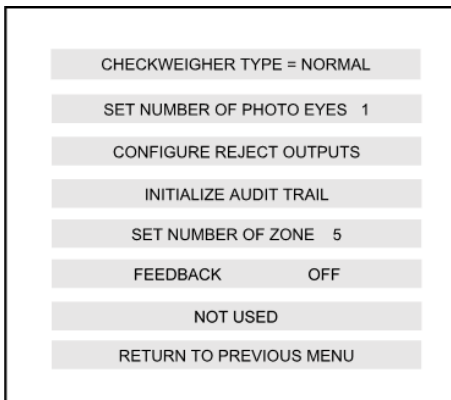 CHECKWEIGHER TYPE = NORMAL
SET NUMBER OF PHOTO EYES 1
CONFIGURE REJECT OUTPUTS
INITIALIZE AUDIT TRAIL
SET NUMBER OF ZONE 5
FEEDBACK OFF
NOT USED
RETURN TO PREVIOUS MENU